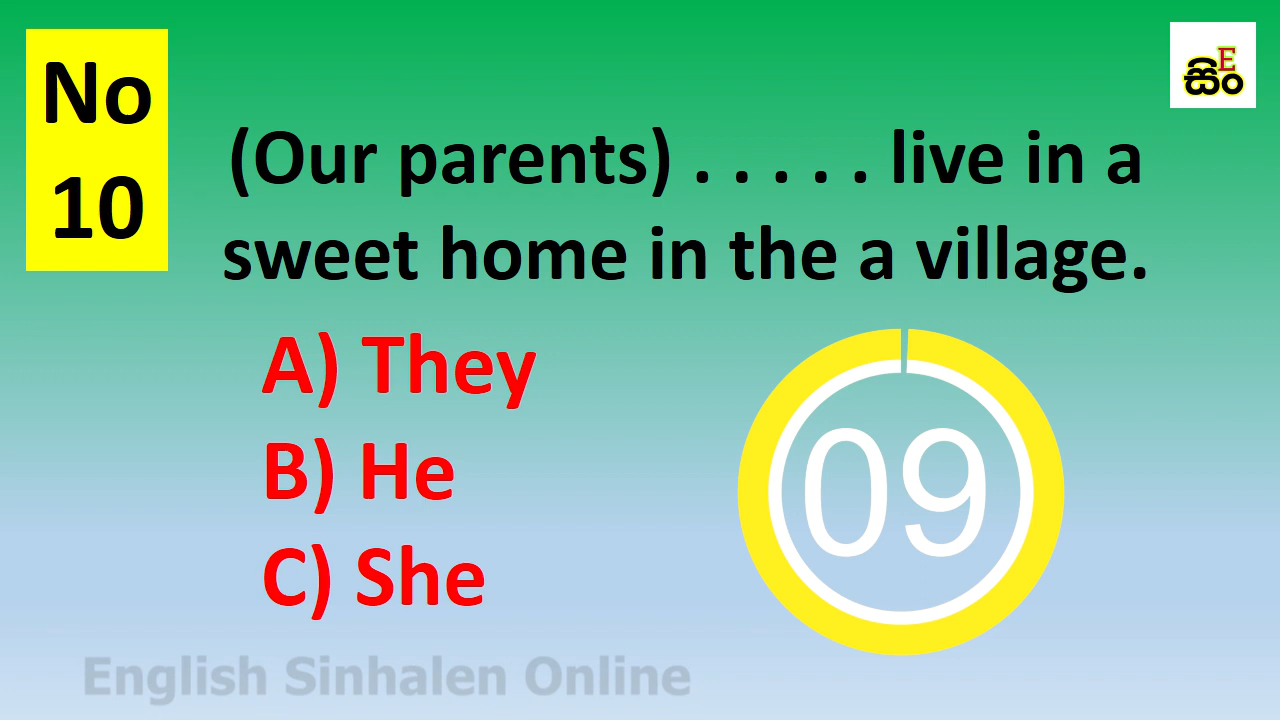 No
10
E
සිං
(Our parents) . . . . . live in a
sweet home in the a village.
A) They
B) He
C) She
09
English Sinhalen Online